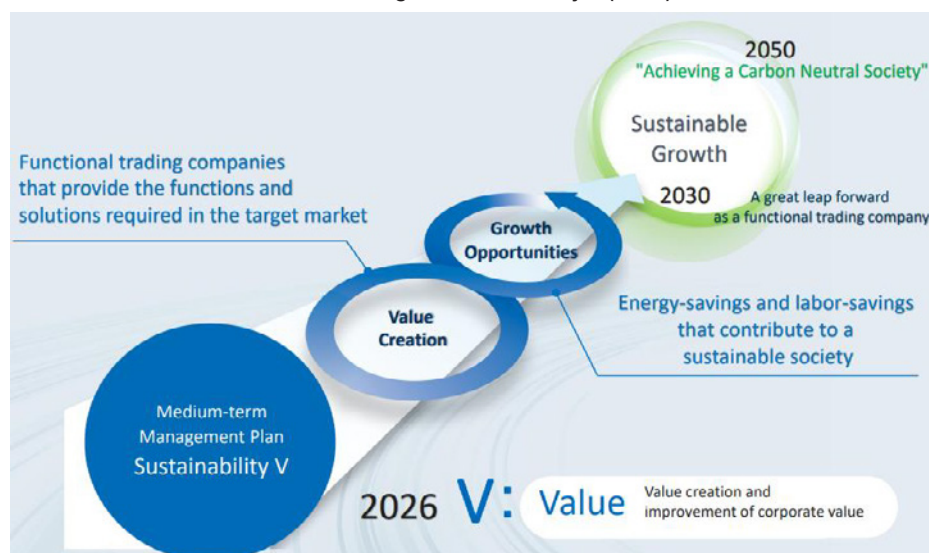 2050
"Achieving a Carbon Neutral Society"
Sustainable
Growth
2030
A great leap forward
as a functional trading company
Functional trading companies
that provide the functions and
solutions required in the target market
Growth
Opportunities
Value
Creation
Energy-savings and labor-savings
that contribute to a
sustainable society
Medium-term
Management Plan
Sustainability V
2026 V: Value
Value creation and
improvement of corporate value